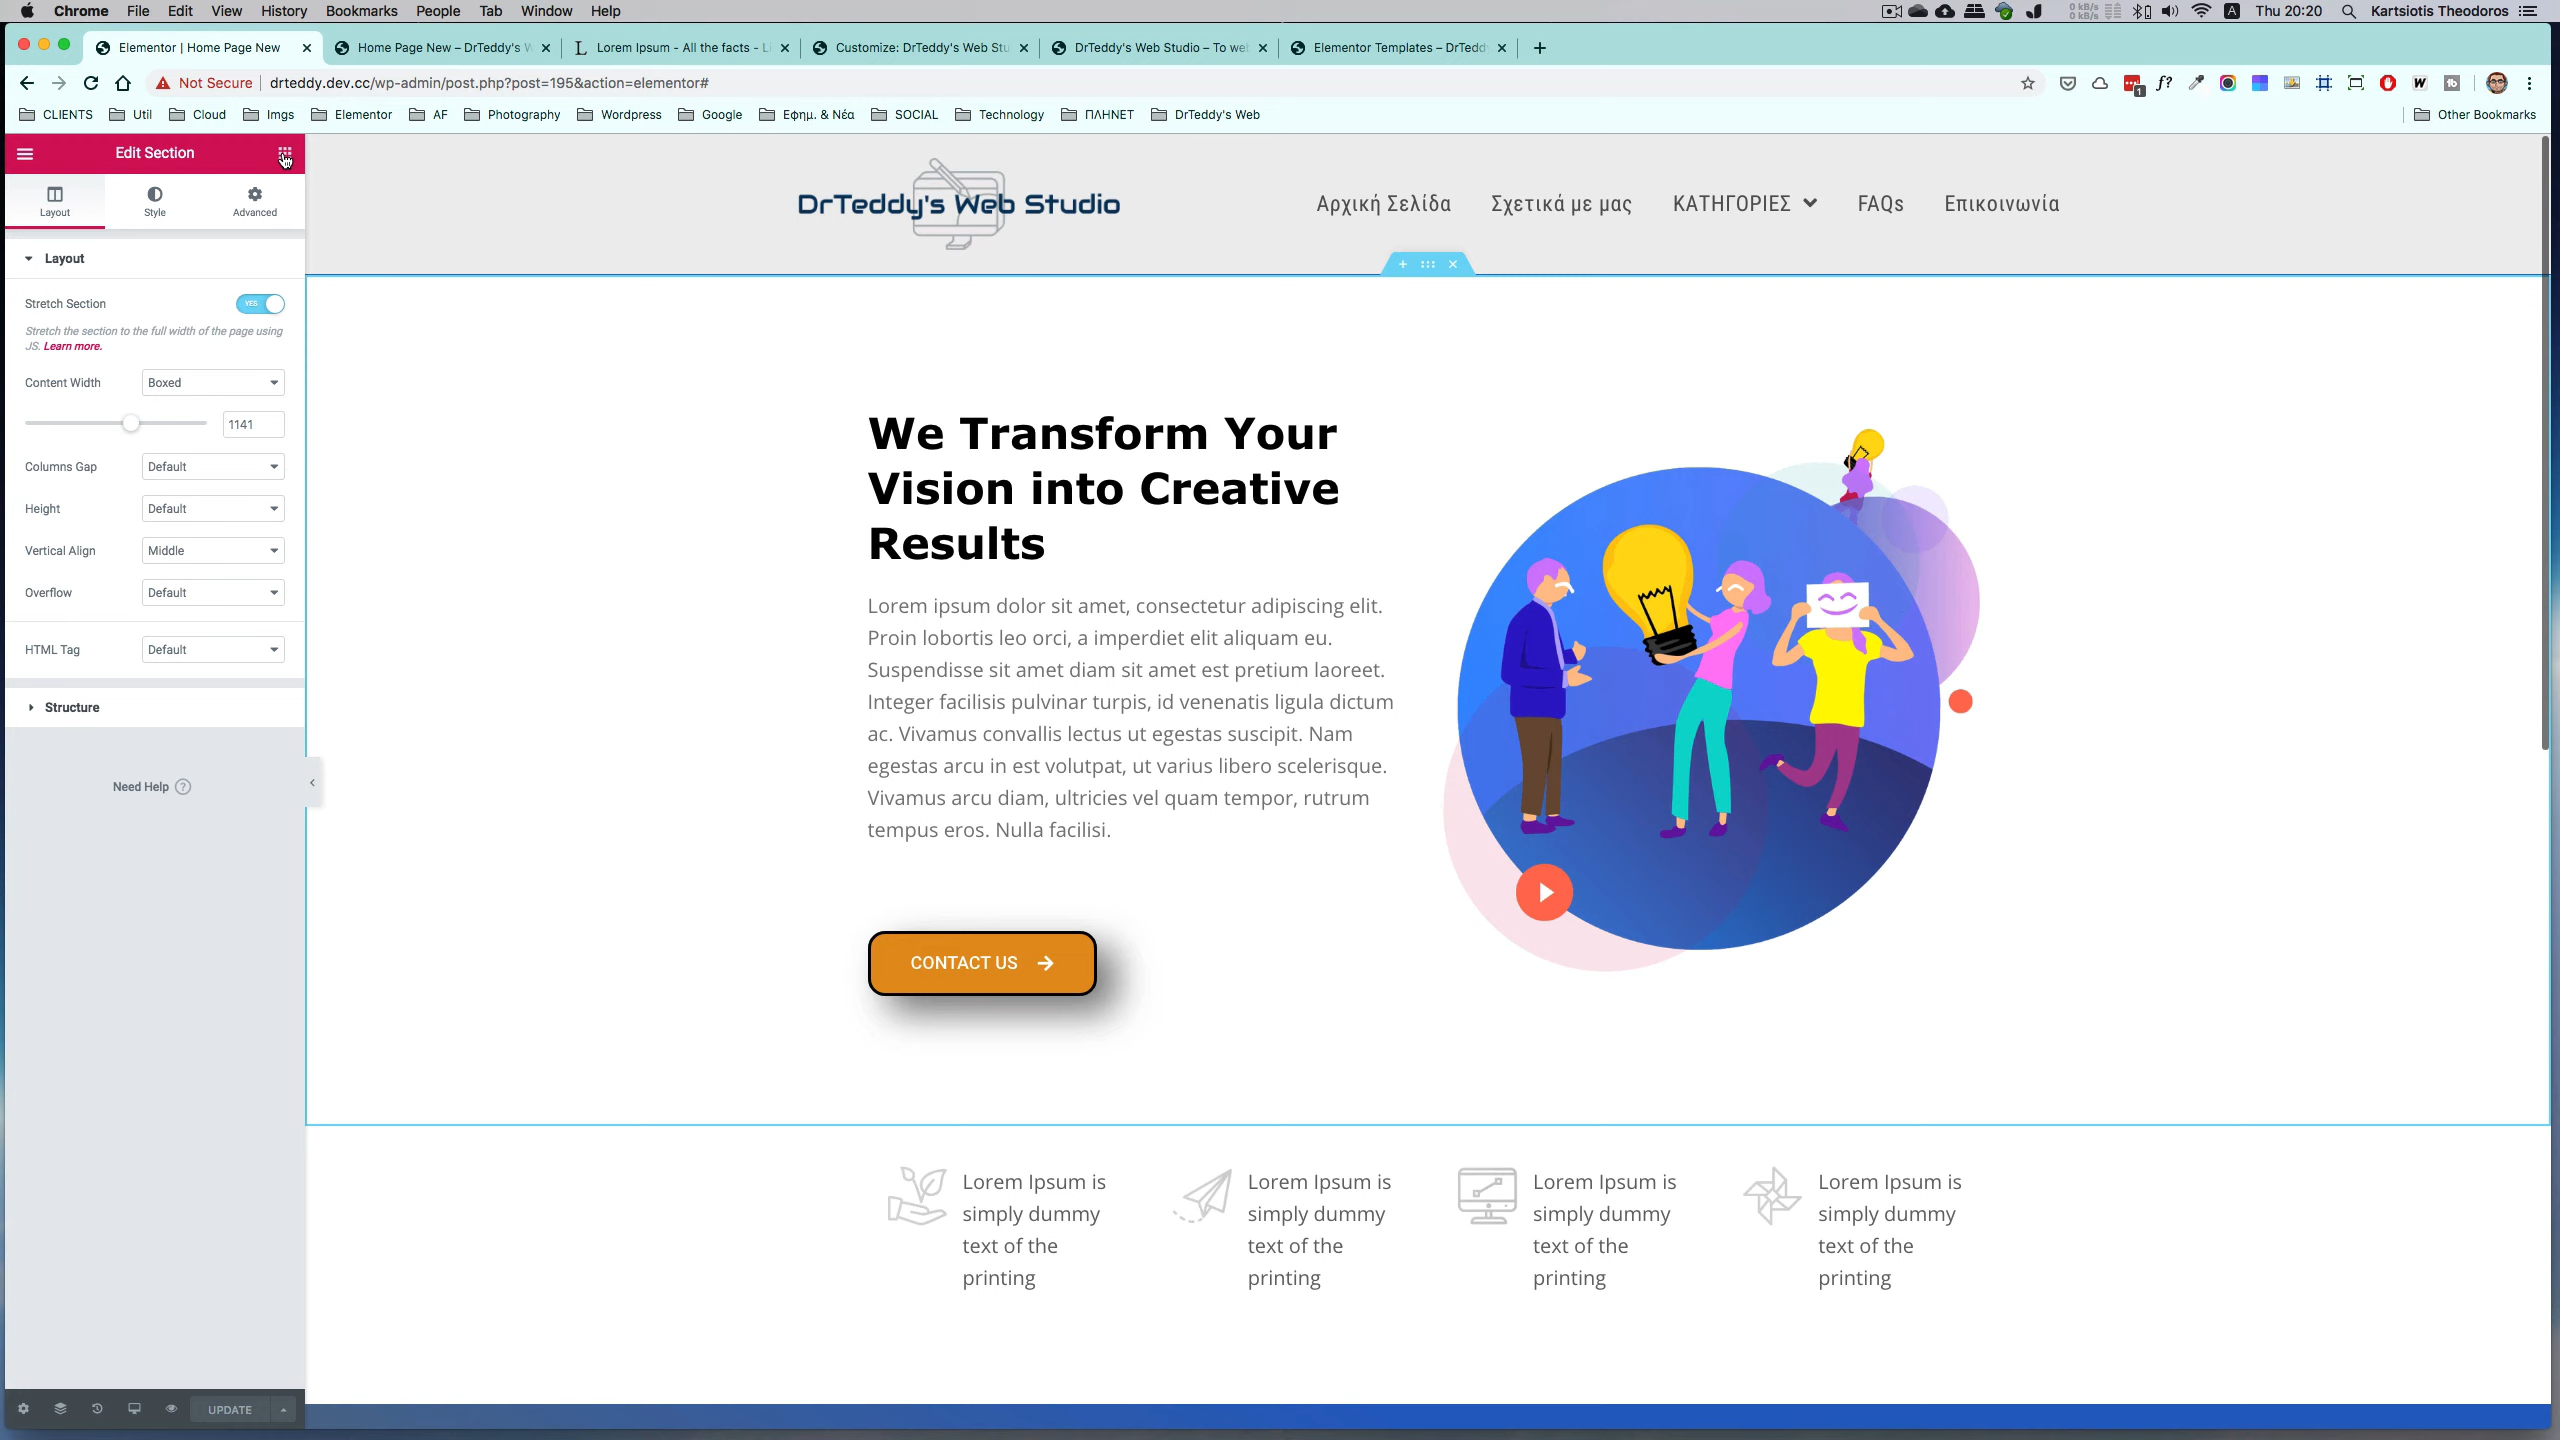 Chrome File Edit View History Bookmarks People Tab Window Help
0 kB/s
0 kB/s
A Thu 20:20 Kartsiotis Theodoros
Elementor | Home Page New
Home Page New – DrTeddy's W
Lorem Ipsum - All the facts - Li
Customize: DrTeddy's Web Stu
DrTeddy's Web Studio – To web
Elementor Templates – DrTeddy
Not Secure drteddy.dev.cc/wp-admin/post.php?post=195&action=elementor#
CLIENTS Util Cloud Imgs Elementor AF Photography Wordpress Google Εφημ. & Νέα SOCIAL Technology ΠΛΗΝΕΤ DrTeddy's Web Other Bookmarks
Edit Section
Layout Style Advanced
Layout
Stretch Section YES
Stretch the section to the full width of the page using
JS. Learn more.
Content Width Boxed
1141
Columns Gap Default
Height Default
Vertical Align Middle
Overflow Default
HTML Tag Default
Structure
Need Help ?
UPDATE
DrTeddy's Web Studio
Αρχική Σελίδα Σχετικά με μας ΚΑΤΗΓΟΡΙΕΣ FAQs Επικοινωνία
We Transform Your
Vision into Creative
Results
Lorem ipsum dolor sit amet, consectetur adipiscing elit.
Proin lobortis leo orci, a imperdiet elit aliquam eu.
Suspendisse sit amet diam sit amet est pretium laoreet.
Integer facilisis pulvinar turpis, id venenatis ligula dictum
ac. Vivamus convallis lectus ut egestas suscipit. Nam
egestas arcu in est volutpat, ut varius libero scelerisque.
Vivamus arcu diam, ultricies vel quam tempor, rutrum
tempus eros. Nulla facilisi.
CONTACT US
Lorem Ipsum is
simply dummy
text of the
printing
Lorem Ipsum is
simply dummy
text of the
printing
Lorem Ipsum is
simply dummy
text of the
printing
Lorem Ipsum is
simply dummy
text of the
printing